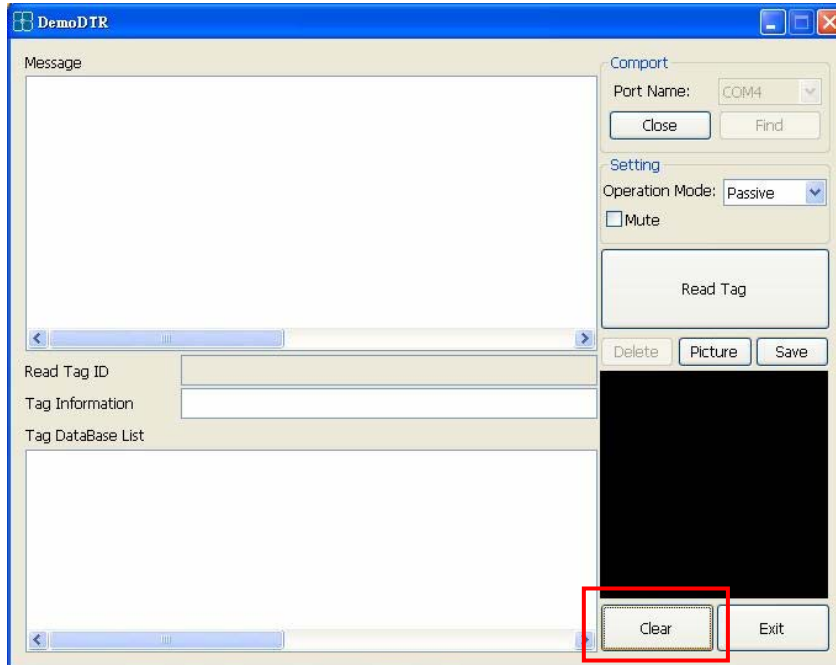 DemoDTR
Message
Comport
Port Name: COM4
Close Find
Setting
Operation Mode: Passive
Mute
Read Tag
Delete Picture Save
Read Tag ID
Tag Information
Tag DataBase List
Clear Exit